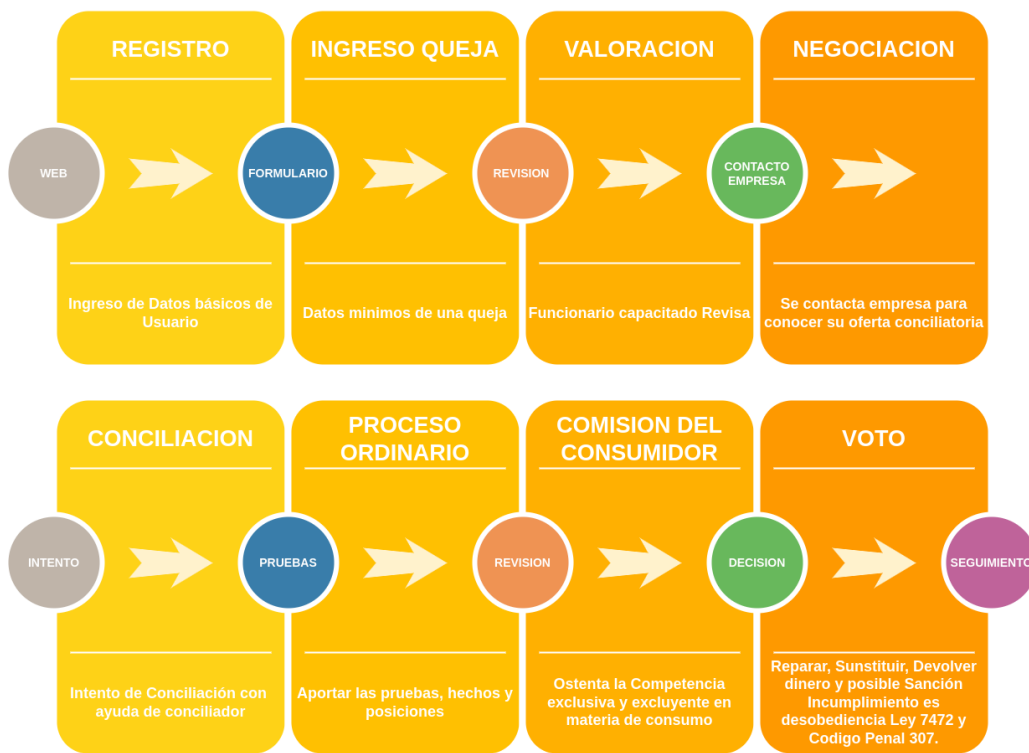 REGISTRO
INGRESO QUEJA
VALORACION
NEGOCIACION
WEB
FORMULARIO
REVISION
CONTACTO
EMPRESA
Ingreso de Datos básicos de
Usuario
Datos minimos de una queja
Funcionario capacitado Revisa
Se contacta empresa para
conocer su oferta conciliatoria
CONCILIACION
PROCESO
ORDINARIO
COMISION DEL
CONSUMIDOR
VOTO
INTENTO
PRUEBAS
REVISION
DECISION
SEGUIMIENTO
Intento de Conciliación con
ayuda de conciliador
Aportar las pruebas, hechos y
posiciones
Ostenta la Competencia
exclusiva y excluyente en
materia de consumo
Reparar, Sunstituir, Devolver
dinero y posible Sanción
Incumplimiento es
desobediencia Ley 7472 y
Codigo Penal 307.